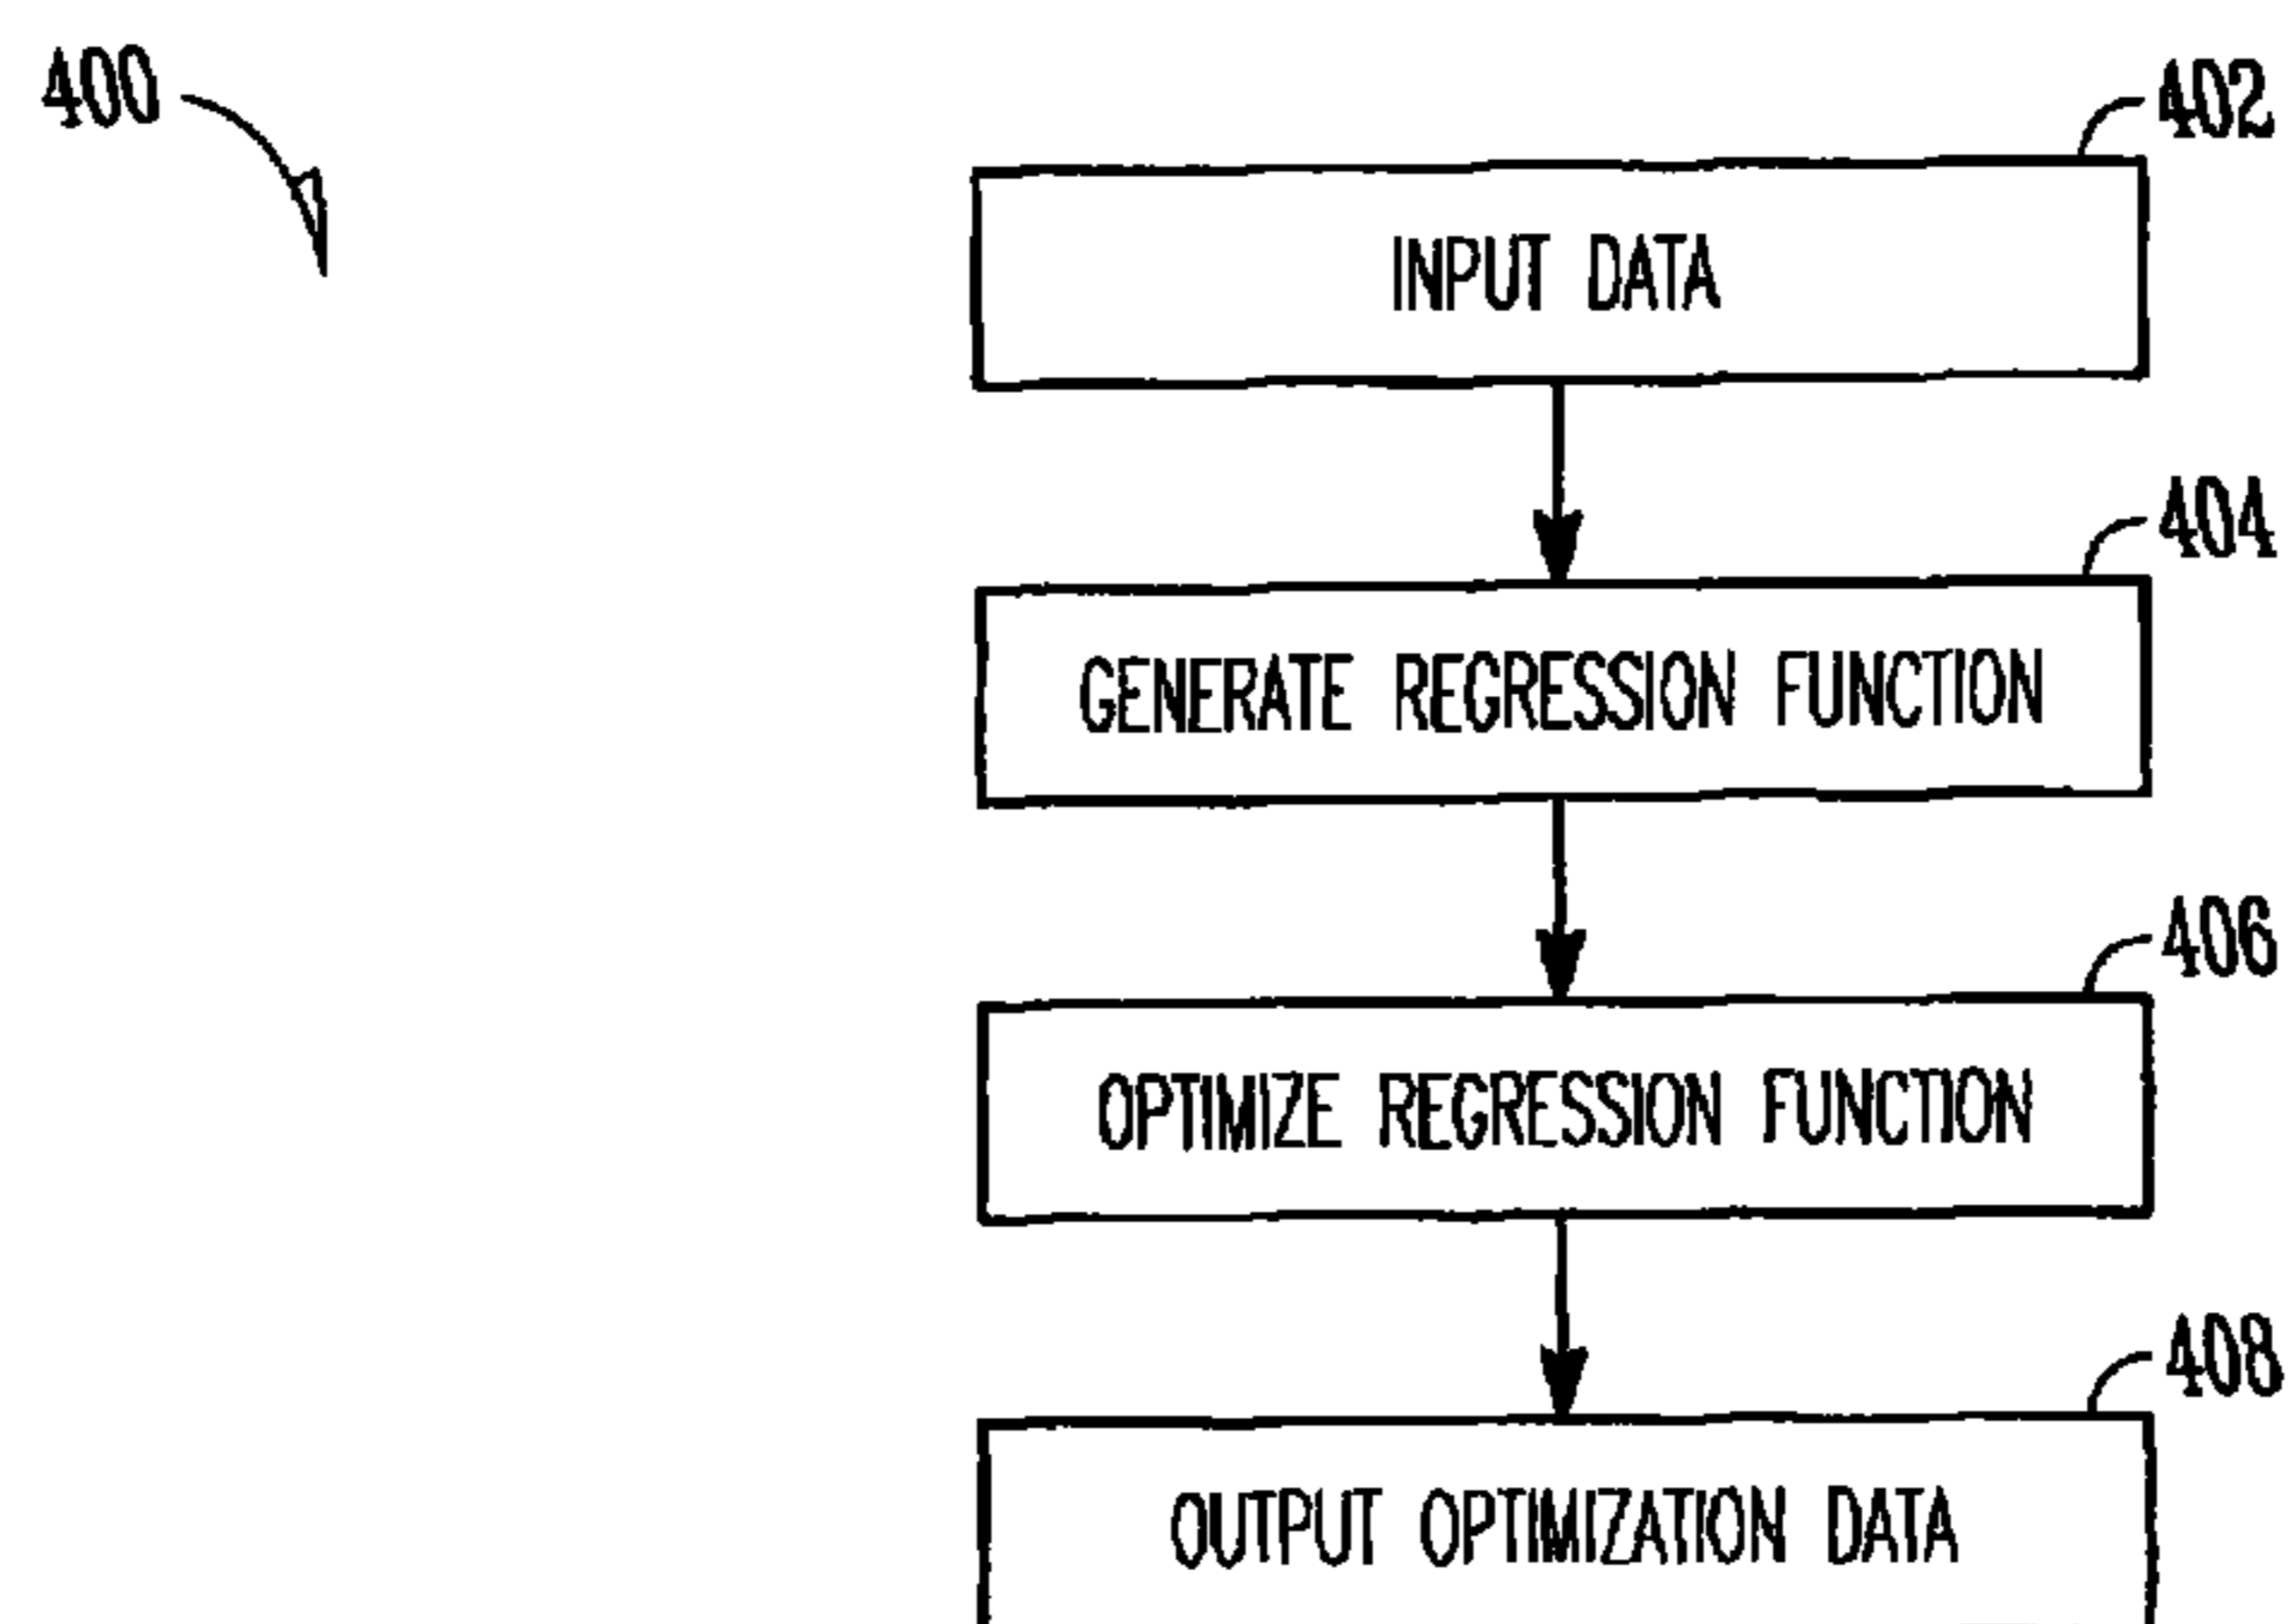 400
402
INPUT DATA
404
GENERATE REGRESSION FUNCTION
406
OPTIMIZE REGRESSION FUNCTION
408
OUTPUT OPTIMIZATION DATA